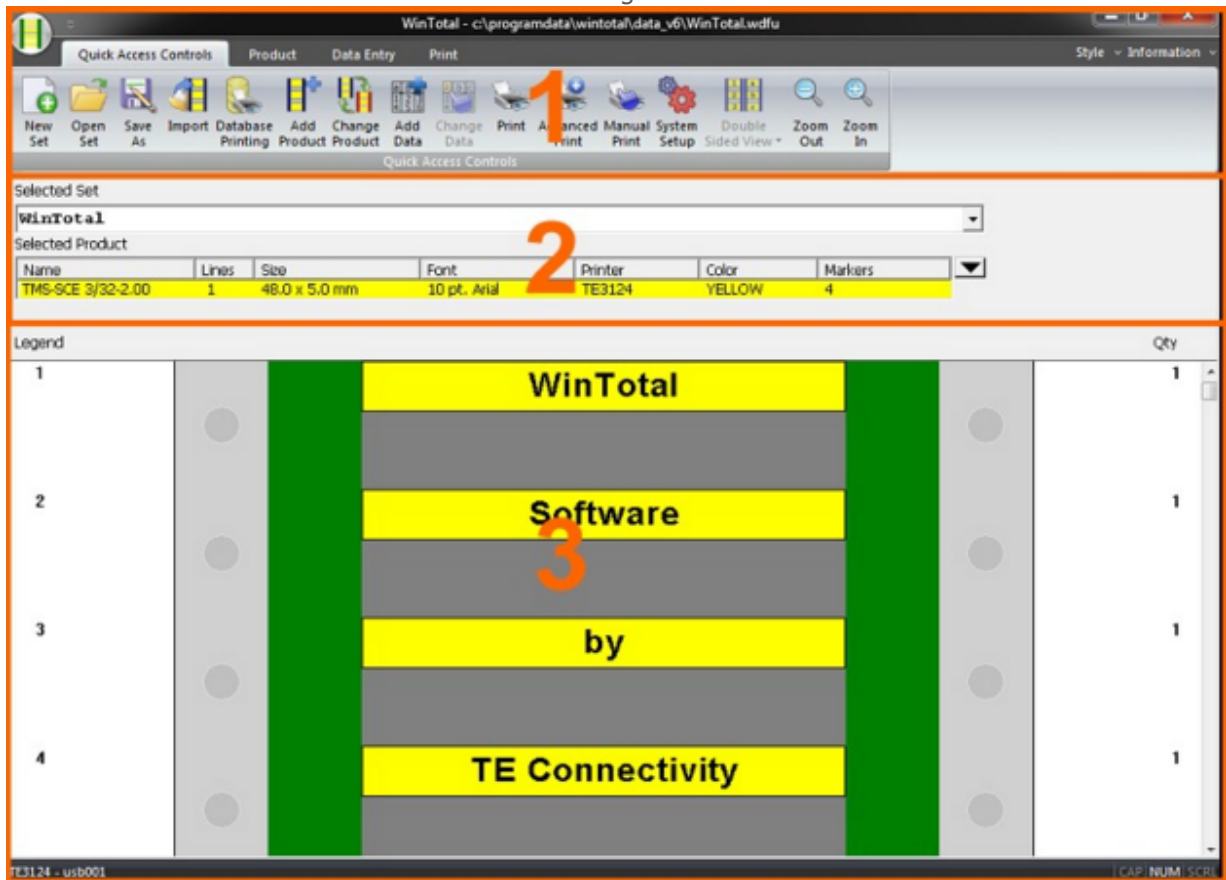 WinTotal - c:\programdata\wintotal\data_v6\WinTotal.wdfu
Quick Access Controls Product Data Entry Print Style Information
1
New Set Open Set Save As Import Database Printing Add Product Change Product Add Data Change Data Print Advanced Print Manual Print System Setup Double Sided View Zoom Out Zoom In
Quick Access Controls
Selected Set
WinTotal
2
Selected Product
Name Lines Size Font Printer Color Markers
TMS-SCE 3/32-2.00 1 48.0 x 5.0 mm 10 pt. Arial TE3124 YELLOW 4
Legend Qty
1 WinTotal 1
2 Software 1
3
3 by 1
4 TE Connectivity 1
TE3124 - usb001 CAP NUM SCRL